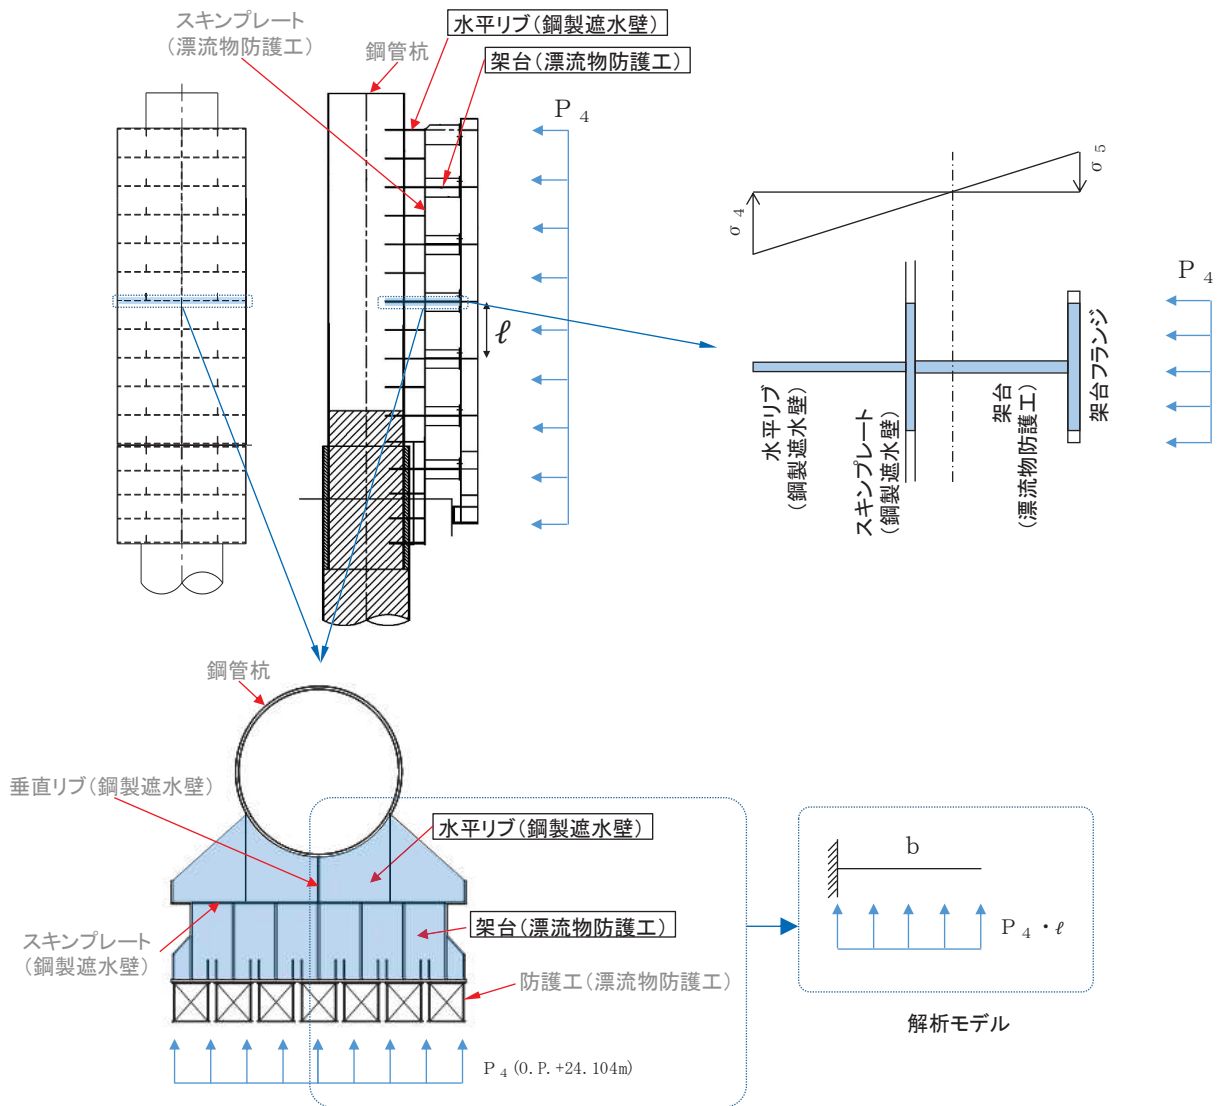 スキンプレート
(漂流物防護工)
鋼管杭
水平リブ(鋼製遮水壁)
架台(漂流物防護工)
P 4
ℓ
σ 4
σ 5
P 4
水平リブ
(鋼製遮水壁)
スキンプレート
(鋼製遮水壁)
架台
(漂流物防護工)
架台フランジ
鋼管杭
垂直リブ(鋼製遮水壁)
水平リブ(鋼製遮水壁)
架台(漂流物防護工)
スキンプレート
(鋼製遮水壁)
防護工(漂流物防護工)
P 4 (O.P.+24.104m)
b
P 4 ・ℓ
解析モデル